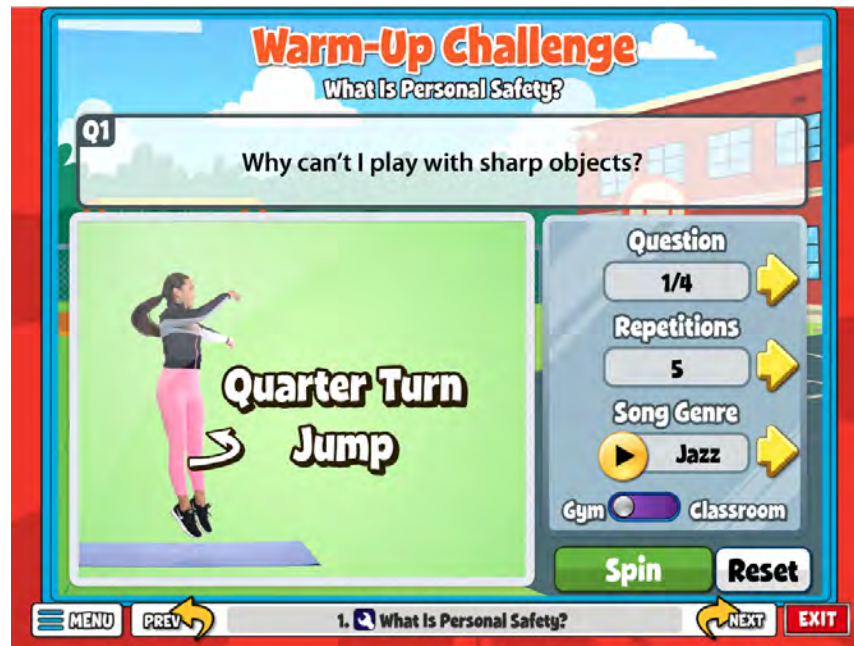 Warm-Up Challenge
What Is Personal Safety?
Q1
Why can't I play with sharp objects?
Quarter Turn
Jump
Question
1/4
Repetitions
5
Song Genre
Jazz
Gym
Classroom
Spin
Reset
MENU
PREV
1. What Is Personal Safety?
NEXT
EXIT